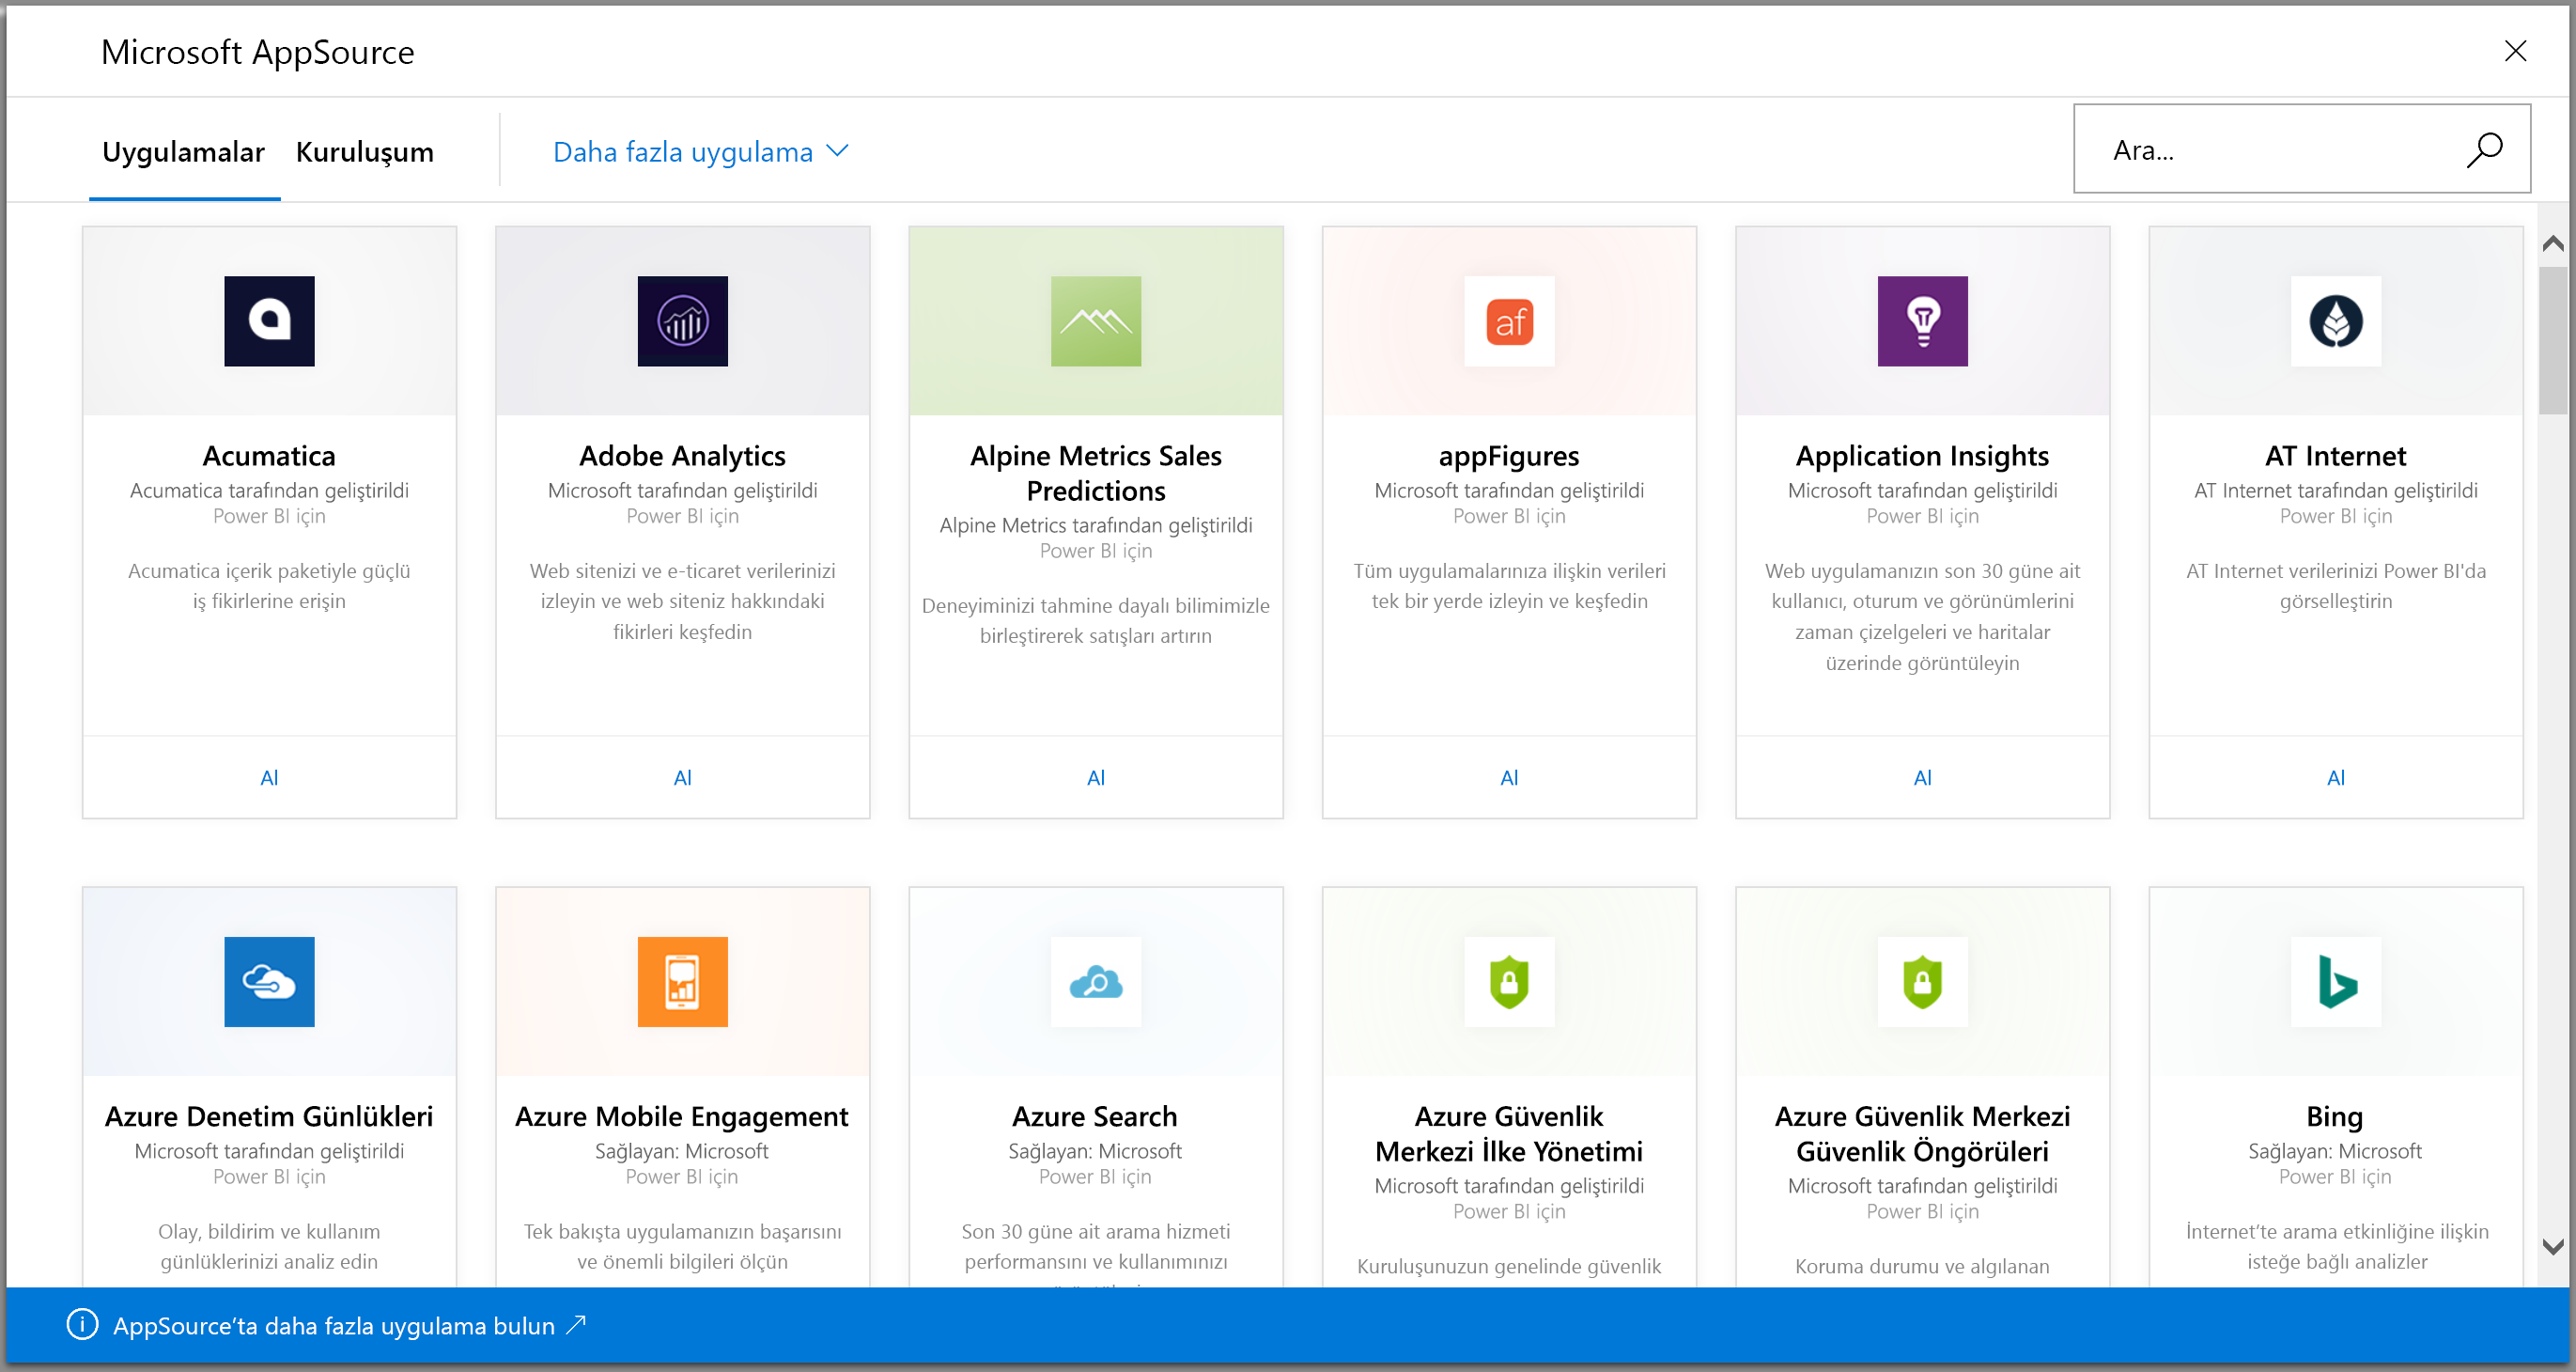 Microsoft AppSource
Uygulamalar
Kuruluşum
Daha fazla uygulama
Ara...
af
Acumatica
Acumatica tarafından geliştirildi
Power BI için
Acumatica içerik paketiyle güçlü
iş fikirlerine erişin
Al
Adobe Analytics
Microsoft tarafından geliştirildi
Power BI için
Web sitenizi ve e-ticaret verilerinizi
izleyin ve web siteniz hakkındaki
fikirleri keşfedin
Al
Alpine Metrics Sales
Predictions
Alpine Metrics tarafından geliştirildi
Power BI için
Deneyiminizi tahmine dayalı bilimimizle
birleştirerek satışları artırın
Al
appFigures
Microsoft tarafından geliştirildi
Power BI için
Tüm uygulamalarınıza ilişkin verileri
tek bir yerde izleyin ve keşfedin
Al
Application Insights
Microsoft tarafından geliştirildi
Power BI için
Web uygulamanızın son 30 güne ait
kullanıcı, oturum ve görünümlerini
zaman çizelgeleri ve haritalar
üzerinde görüntüleyin
Al
AT Internet
AT Internet tarafından geliştirildi
Power BI için
AT Internet verilerinizi Power BI'da
görselleştirin
Al
Azure Denetim Günlükleri
Microsoft tarafından geliştirildi
Power BI için
Olay, bildirim ve kullanım
günlüklerinizi analiz edin
Azure Mobile Engagement
Sağlayan: Microsoft
Power BI için
Tek bakışta uygulamanızın başarısını
ve önemli bilgileri ölçün
Azure Search
Sağlayan: Microsoft
Power BI için
Son 30 güne ait arama hizmeti
performansını ve kullanımınızı
Azure Güvenlik
Merkezi İlke Yönetimi
Microsoft tarafından geliştirildi
Power BI için
Kuruluşunuzun genelinde güvenlik
Azure Güvenlik Merkezi
Güvenlik Öngörüleri
Microsoft tarafından geliştirildi
Power BI için
Koruma durumu ve algılanan
Bing
Sağlayan: Microsoft
Power BI için
İnternet’te arama etkinliğine ilişkin
isteğe bağlı analizler
AppSource’ta daha fazla uygulama bulun